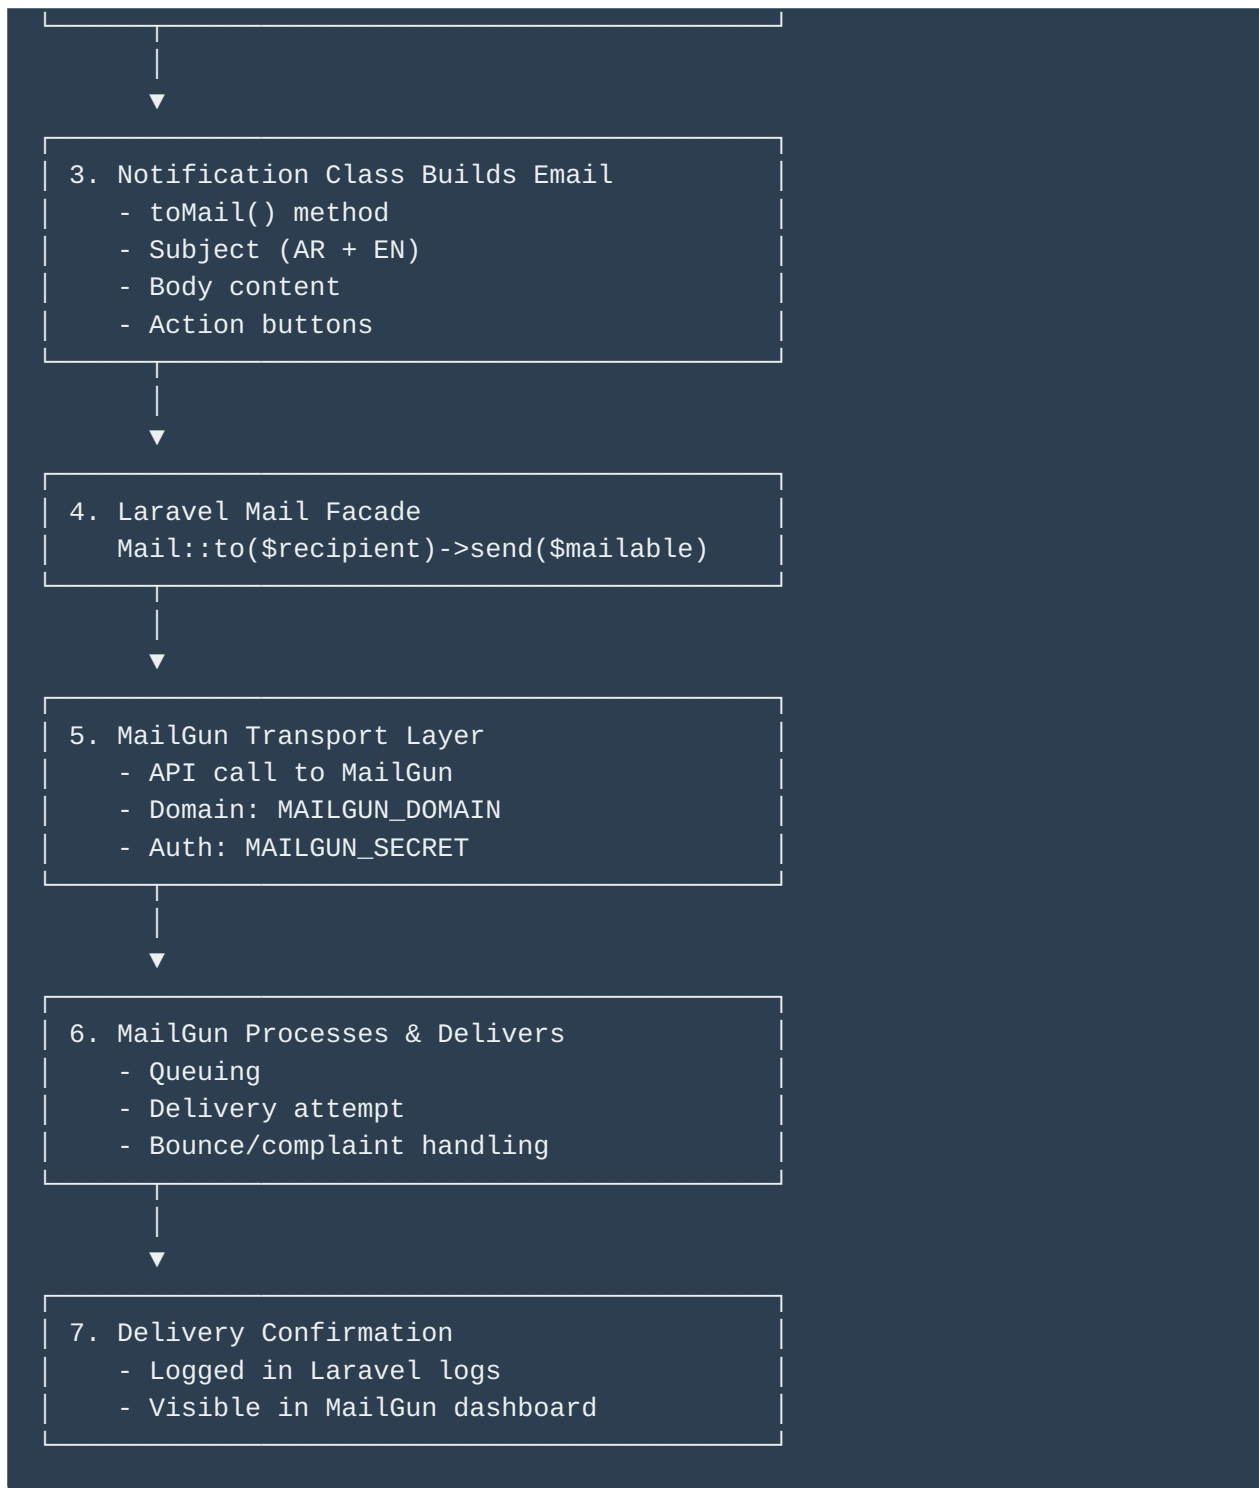 ▼
3. Notification Class Builds Email
- toMail() method
- Subject (AR + EN)
- Body content
- Action buttons
▼
4. Laravel Mail Facade
Mail::to($recipient)->send($mailable)
▼
5. MailGun Transport Layer
- API call to MailGun
- Domain: MAILGUN_DOMAIN
- Auth: MAILGUN_SECRET
▼
6. MailGun Processes & Delivers
- Queuing
- Delivery attempt
- Bounce/complaint handling
▼
7. Delivery Confirmation
- Logged in Laravel logs
- Visible in MailGun dashboard